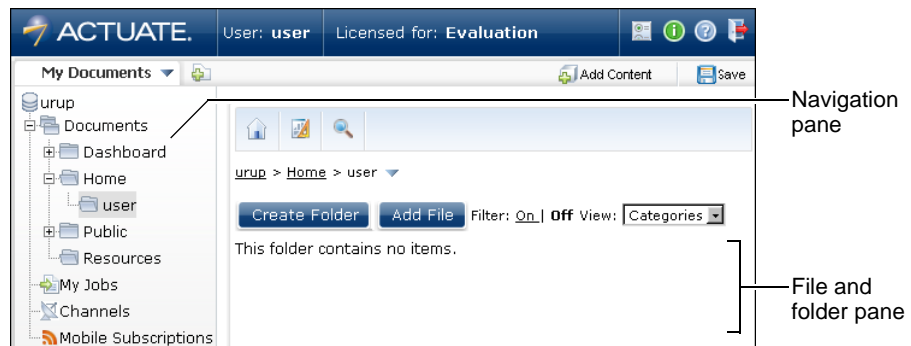 ACTUATE. User: user Licensed for: Evaluation
My Documents Add Content Save
urup
Documents
Dashboard
Home
user
Public
Resources
My Jobs
Channels
Mobile Subscriptions
urup > Home > user
Create Folder Add File Filter: On | Off View: Categories
This folder contains no items.
Navigation
pane
File and
folder pane